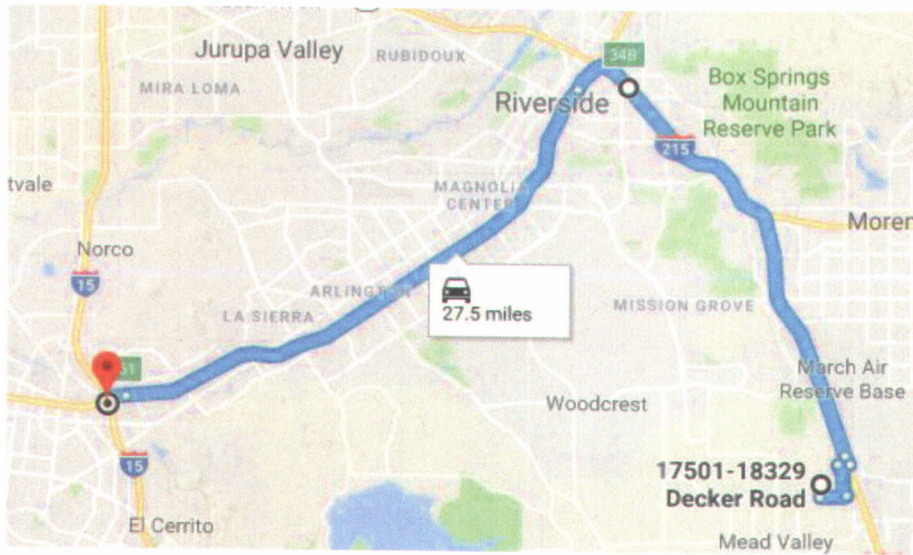 Jurupa Valley
RUBIDOUX
34B
MIRA LOMA
Box Springs
Mountain
Reserve Park
Riverside
215
tvale
MAGNOLIA
CENTER
Moren
Norco
15
ARLINGTON
27.5 miles
LA SIERRA
MISSION GROVE
51
March Air
Reserve Base
Woodcrest
15
17501-18329
Decker Road
El Cerrito
Mead Valley